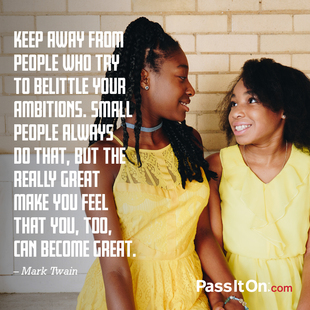 KEEP AWAY FROM
PEOPLE WHO TRY
TO BELITTLE YOUR
AMBITIONS. SMALL
PEOPLE ALWAYS
DO THAT, BUT THE
REALLY GREAT
MAKE YOU FEEL
THAT YOU, TOO,
CAN BECOME GREAT.
– Mark Twain
PassItOn.com